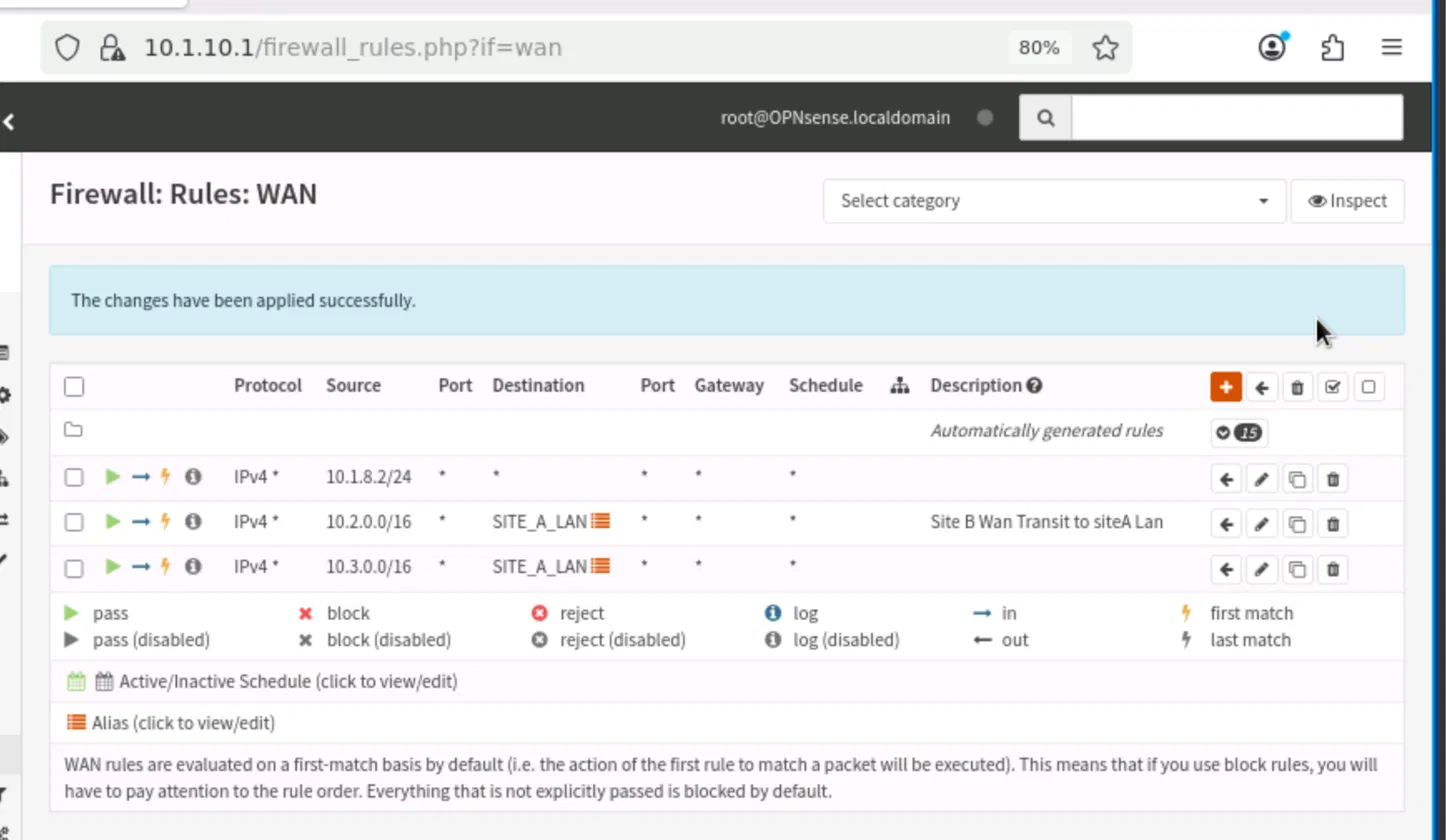 10.1.10.1/firewall_rules.php?if=wan 80%
root@OPNsense.localdomain
Firewall: Rules: WAN Select category Inspect
The changes have been applied successfully.
Protocol Source Port Destination Port Gateway Schedule Description
Automatically generated rules 15
IPv4 * 10.1.8.2/24 * * * * *
IPv4 * 10.2.0.0/16 * SITE_A_LAN * * * Site B Wan Transit to siteA Lan
IPv4 * 10.3.0.0/16 * SITE_A_LAN * * *
pass block reject log in first match
pass (disabled) block (disabled) reject (disabled) log (disabled) out last match
Active/Inactive Schedule (click to view/edit)
Alias (click to view/edit)
WAN rules are evaluated on a first-match basis by default (i.e. the action of the first rule to match a packet will be executed). This means that if you use block rules, you will
have to pay attention to the rule order. Everything that is not explicitly passed is blocked by default.